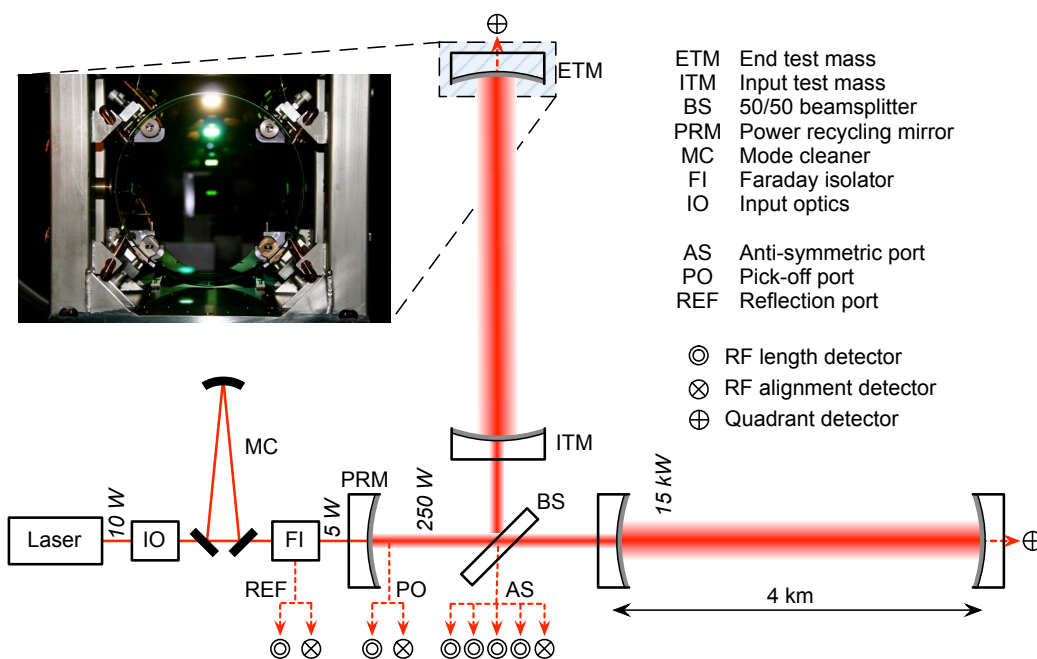 ETM
ETM End test mass
ITM Input test mass
BS 50/50 beamsplitter
PRM Power recycling mirror
MC Mode cleaner
FI Faraday isolator
IO Input optics
AS Anti-symmetric port
PO Pick-off port
REF Reflection port
RF length detector
RF alignment detector
Quadrant detector
MC
ITM
PRM
250 W
BS
15 kW
Laser
10 W
IO
FI
5 W
REF
PO
AS
4 km